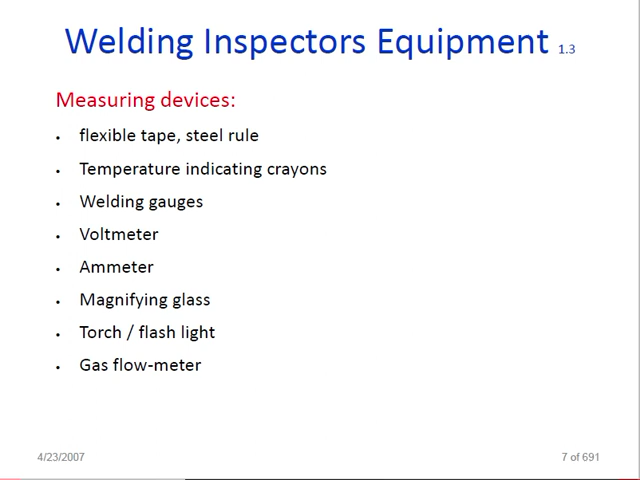 Welding Inspectors Equipment 1.3
Measuring devices:
• flexible tape, steel rule
• Temperature indicating crayons
• Welding gauges
• Voltmeter
• Ammeter
• Magnifying glass
• Torch / flash light
• Gas flow-meter
4/23/2007 7 of 691